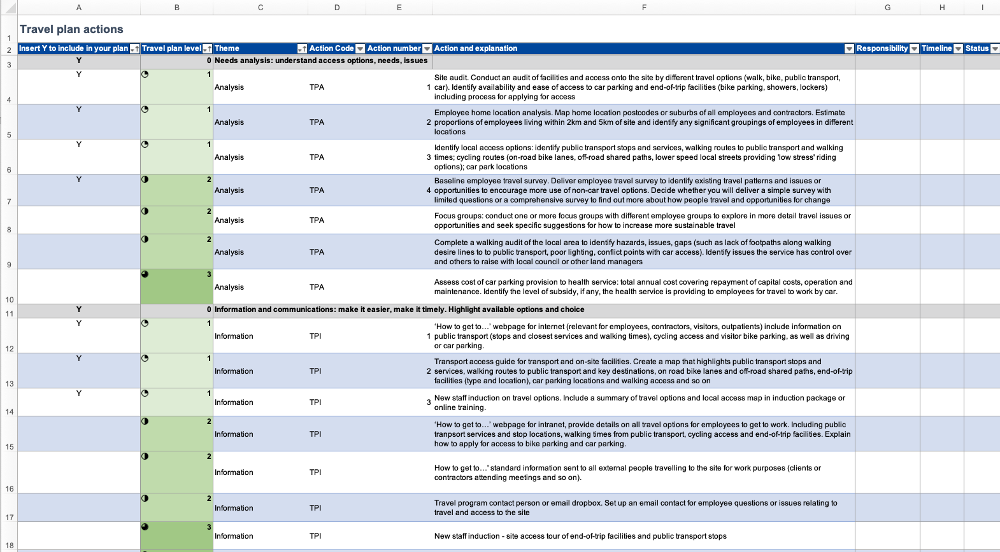 A B C D E F G H I
1 Travel plan actions
2 Insert Y to include in your plan Travel plan level Theme Action Code Action number Action and explanation Responsibility Timeline Status
3 Y 0 Needs analysis: understand access options, needs, issues
4 Y 1 Analysis TPA 1 Site audit. Conduct an audit of facilities and access onto the site by different travel options (walk, bike, public transport,
car). Identify availability and ease of access to car parking and end-of-trip facilities (bike parking, showers, lockers)
including process for applying for access
5 Y 1 Analysis TPA 2 Employee home location analysis. Map home location postcodes or suburbs of all employees and contractors. Estimate
proportions of employees living within 2km and 5km of site and identify any significant groupings of employees in different
locations
6 Y 1 Analysis TPA 3 Identify local access options: identify public transport stops and services, walking routes to public transport and walking
times; cycling routes (on-road bike lanes, off-road shared paths, lower speed local streets providing 'low stress' riding
options); car park locations
7 Y 2 Analysis TPA 4 Baseline employee travel survey. Deliver employee travel survey to identify existing travel patterns and issues or
opportunities to encourage more use of non-car travel options. Decide whether you will deliver a simple survey with
limited questions or a comprehensive survey to find out more about how people travel and opportunities for change
8 2 Analysis TPA Focus groups: conduct one or more focus groups with different employee groups to explore in more detail travel issues or
opportunities and seek specific suggestions for how to increase more sustainable travel
9 2 Analysis TPA Complete a walking audit of the local area to identify hazards, issues, gaps (such as lack of footpaths along walking
desire lines to to public transport, poor lighting, conflict points with car access). Identify issues the service has control over
and others to raise with local council or other land managers
10 3 Analysis TPA Assess cost of car parking provision to health service: total annual cost covering repayment of capital costs, operation and
maintenance. Identify the level of subsidy, if any, the health service is providing to employees for travel to work by car.
11 Y 0 Information and communications: make it easier, make it timely. Highlight available options and choice
12 Y 1 Information TPI 1 ‘How to get to…’ webpage for internet (relevant for employees, contractors, visitors, outpatients) include information on
public transport (stops and closest services and walking times), cycling access and visitor bike parking, as well as driving
or car parking.
13 Y 1 Information TPI 2 Transport access guide for transport and on-site facilities. Create a map that highlights public transport stops and
services, walking routes to public transport and key destinations, on road bike lanes and off-road shared paths, end-of-trip
facilities (type and location), car parking locations and walking access and so on
14 Y 1 Information TPI 3 New staff induction on travel options. Include a summary of travel options and local access map in induction package or
online training.
15 2 Information TPI ‘How to get to…’ webpage for intranet, provide details on all travel options for employees to get to work. Including public
tranpsort services and stop locations, walking times from public transport, cycling access and end-of-trip facilities. Explain
how to apply for access to bike parking and car parking.
16 2 Information TPI How to get to…' standard information sent to all external people travelling to the site for work purposes (clients or
contractors attending meetings and so on).
17 2 Information TPI Travel program contact person or email dropbox. Set up an email contact for employee questions or issues relating to
travel and access to the site
18 3 Information TPI New staff induction - site access tour of end-of-trip facilities and public transport stops